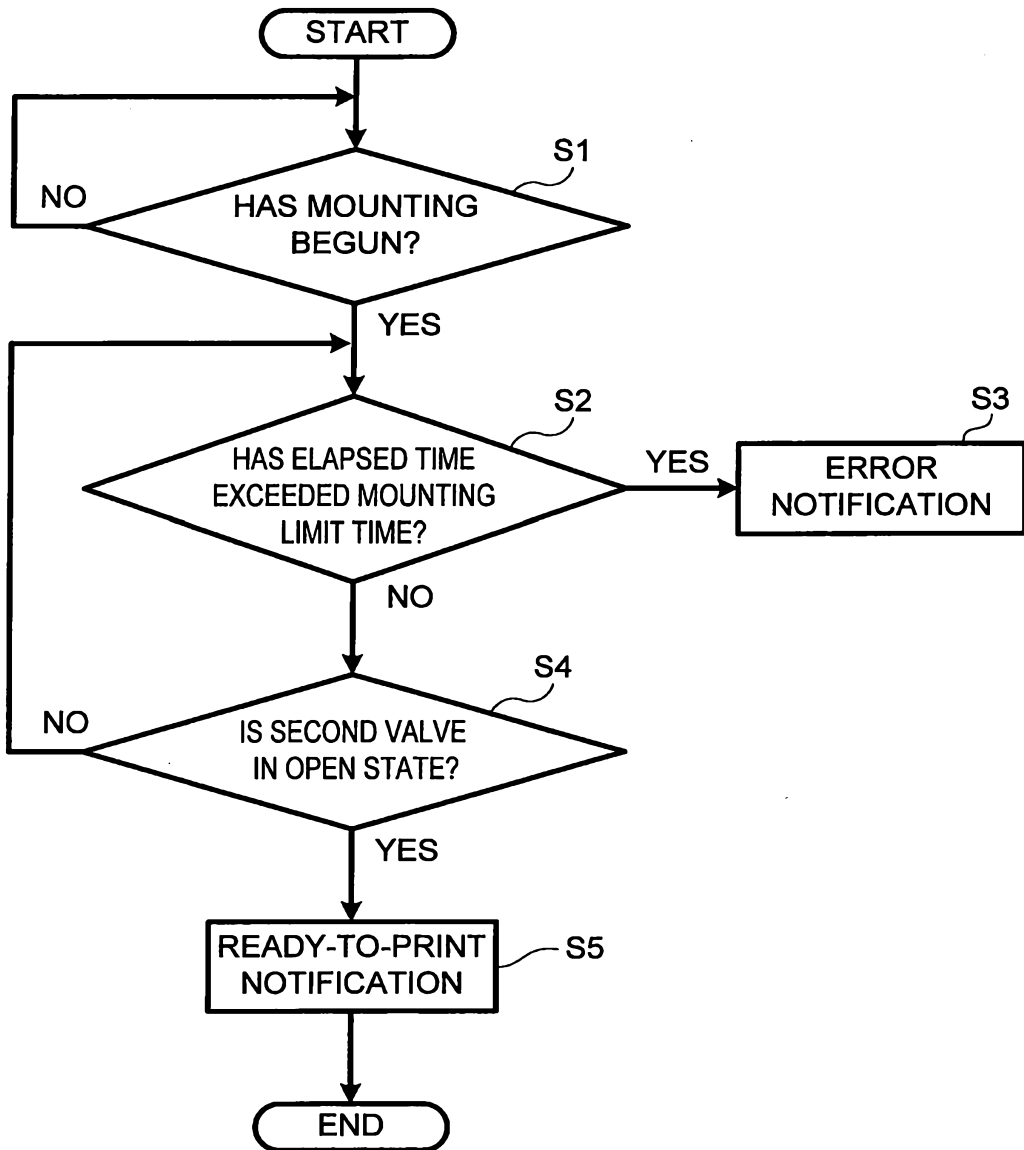 START
S1
NO
HAS MOUNTING
BEGUN?
YES
S2
S3
HAS ELAPSED TIME
EXCEEDED MOUNTING
LIMIT TIME?
YES
ERROR
NOTIFICATION
NO
S4
NO
IS SECOND VALVE
IN OPEN STATE?
YES
READY-TO-PRINT
NOTIFICATION
S5
END